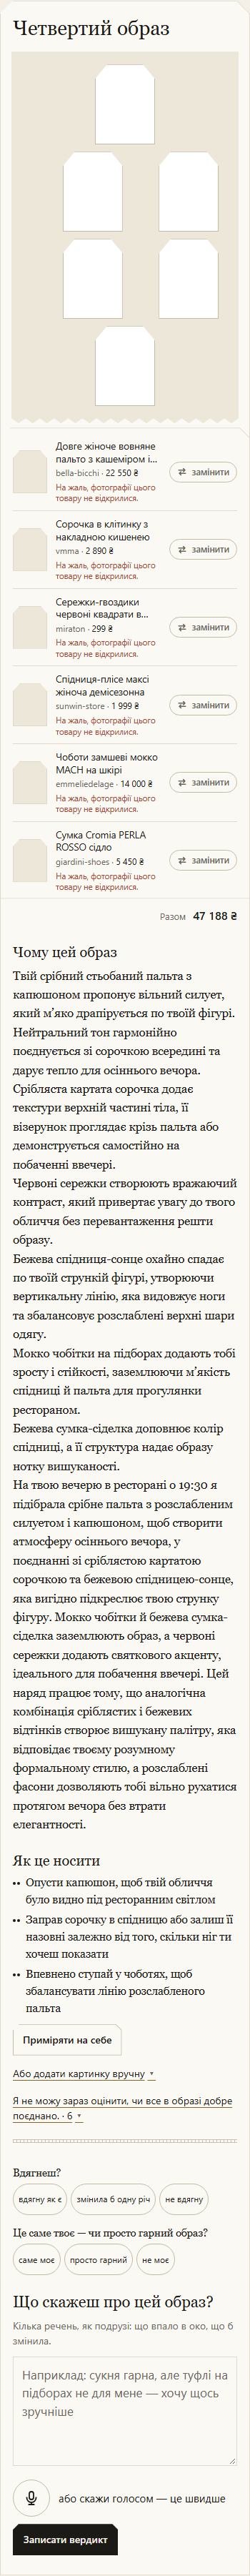 Четвертий образ
Довге жіноче вовняне
пальто з кашеміром і...
bella-bicchi · 22 550 ₴
На жаль, фотографії цього
товару не відкрилися.
замінити
Сорочка в клітинку з
накладною кишенею
vmma · 2 890 ₴
На жаль, фотографії цього
товару не відкрилися.
замінити
Сережки-гвоздики
червоні квадрати в...
miraton · 299 ₴
На жаль, фотографії цього
товару не відкрилися.
замінити
Спідниця-плісе максі
жіноча демісезонна
sunwin-store · 1 999 ₴
На жаль, фотографії цього
товару не відкрилися.
замінити
Чоботи замшеві мокко
MACH на шкірі
emmeliedelage · 14 000 ₴
На жаль, фотографії цього
товару не відкрилися.
замінити
Сумка Cromia PERLA
ROSSO сідло
giardini-shoes · 5 450 ₴
На жаль, фотографії цього
товару не відкрилися.
замінити
Разом 47 188 ₴
Чому цей образ
Твій срібний стьобаний пальта з
капюшоном пропонує вільний силует,
який м’яко драпірується по твоїй фігурі.
Нейтральний тон гармонійно
поєднується зі сорочкою всередині та
дарує тепло для осіннього вечора.
Срібляста картата сорочка додає
текстури верхній частині тіла, її
візерунок проглядає крізь пальта або
демонструється самостійно на
побаченні ввечері.
Червоні сережки створюють вражаючий
контраст, який привертає увагу до твого
обличчя без перевантаження решти
образу.
Бежева спідниця-сонце охайно спадає
по твоїй стрункій фігурі, утворюючи
вертикальну лінію, яка видовжує ноги
та збалансовує розслаблені верхні шари
одягу.
Мокко чобітки на підборах додають тобі
зросту і стійкості, заземлюючи м’якість
спідниці й пальта для прогулянки
рестораном.
Бежева сумка-сіделка доповнює колір
спідниці, а її структура надає образу
нотку вишуканості.
На твою вечерю в ресторані о 19:30 я
підібрала срібне пальта з розслабленим
силуетом і капюшоном, щоб створити
атмосферу осіннього вечора, у
поєднанні зі сріблястою картатою
сорочкою та бежевою спідницею-сонце,
яка вигідно підкреслює твою струнку
фігуру. Мокко чобітки й бежева сумка-
сіделка заземлюють образ, а червоні
сережки додають святкового акценту,
ідеального для побачення ввечері. Цей
наряд працює тому, що аналогічна
комбінація сріблястих і бежевих
відтінків створює вишукану палітру, яка
відповідає твоєму розумному
формальному стилю, а розслаблені
фасони дозволяють тобі вільно рухатися
протягом вечора без втрати
елегантності.
Як це носити
Опусти капюшон, щоб твій обличчя
було видно під ресторанним світлом
Заправ сорочку в спідницю або залиш її
назовні залежно від того, скільки ніг ти
хочеш показати
Впевнено ступай у чоботях, щоб
збалансувати лінію розслабленого
пальта
Приміряти на себе
Або додати картинку вручну
Я не можу зараз оцінити, чи все в образі добре
поєднано. · 6
Вдягнеш?
вдягну як є
змінила б одну річ
не вдягну
Це саме твоє — чи просто гарний образ?
саме моє
просто гарний
не моє
Що скажеш про цей образ?
Кілька речень, як подрузі: що впало в око, що б
змінила.
Наприклад: сукня гарна, але туфлі на
підборах не для мене — хочу щось
зручніше
або скажи голосом — це швидше
Записати вердикт